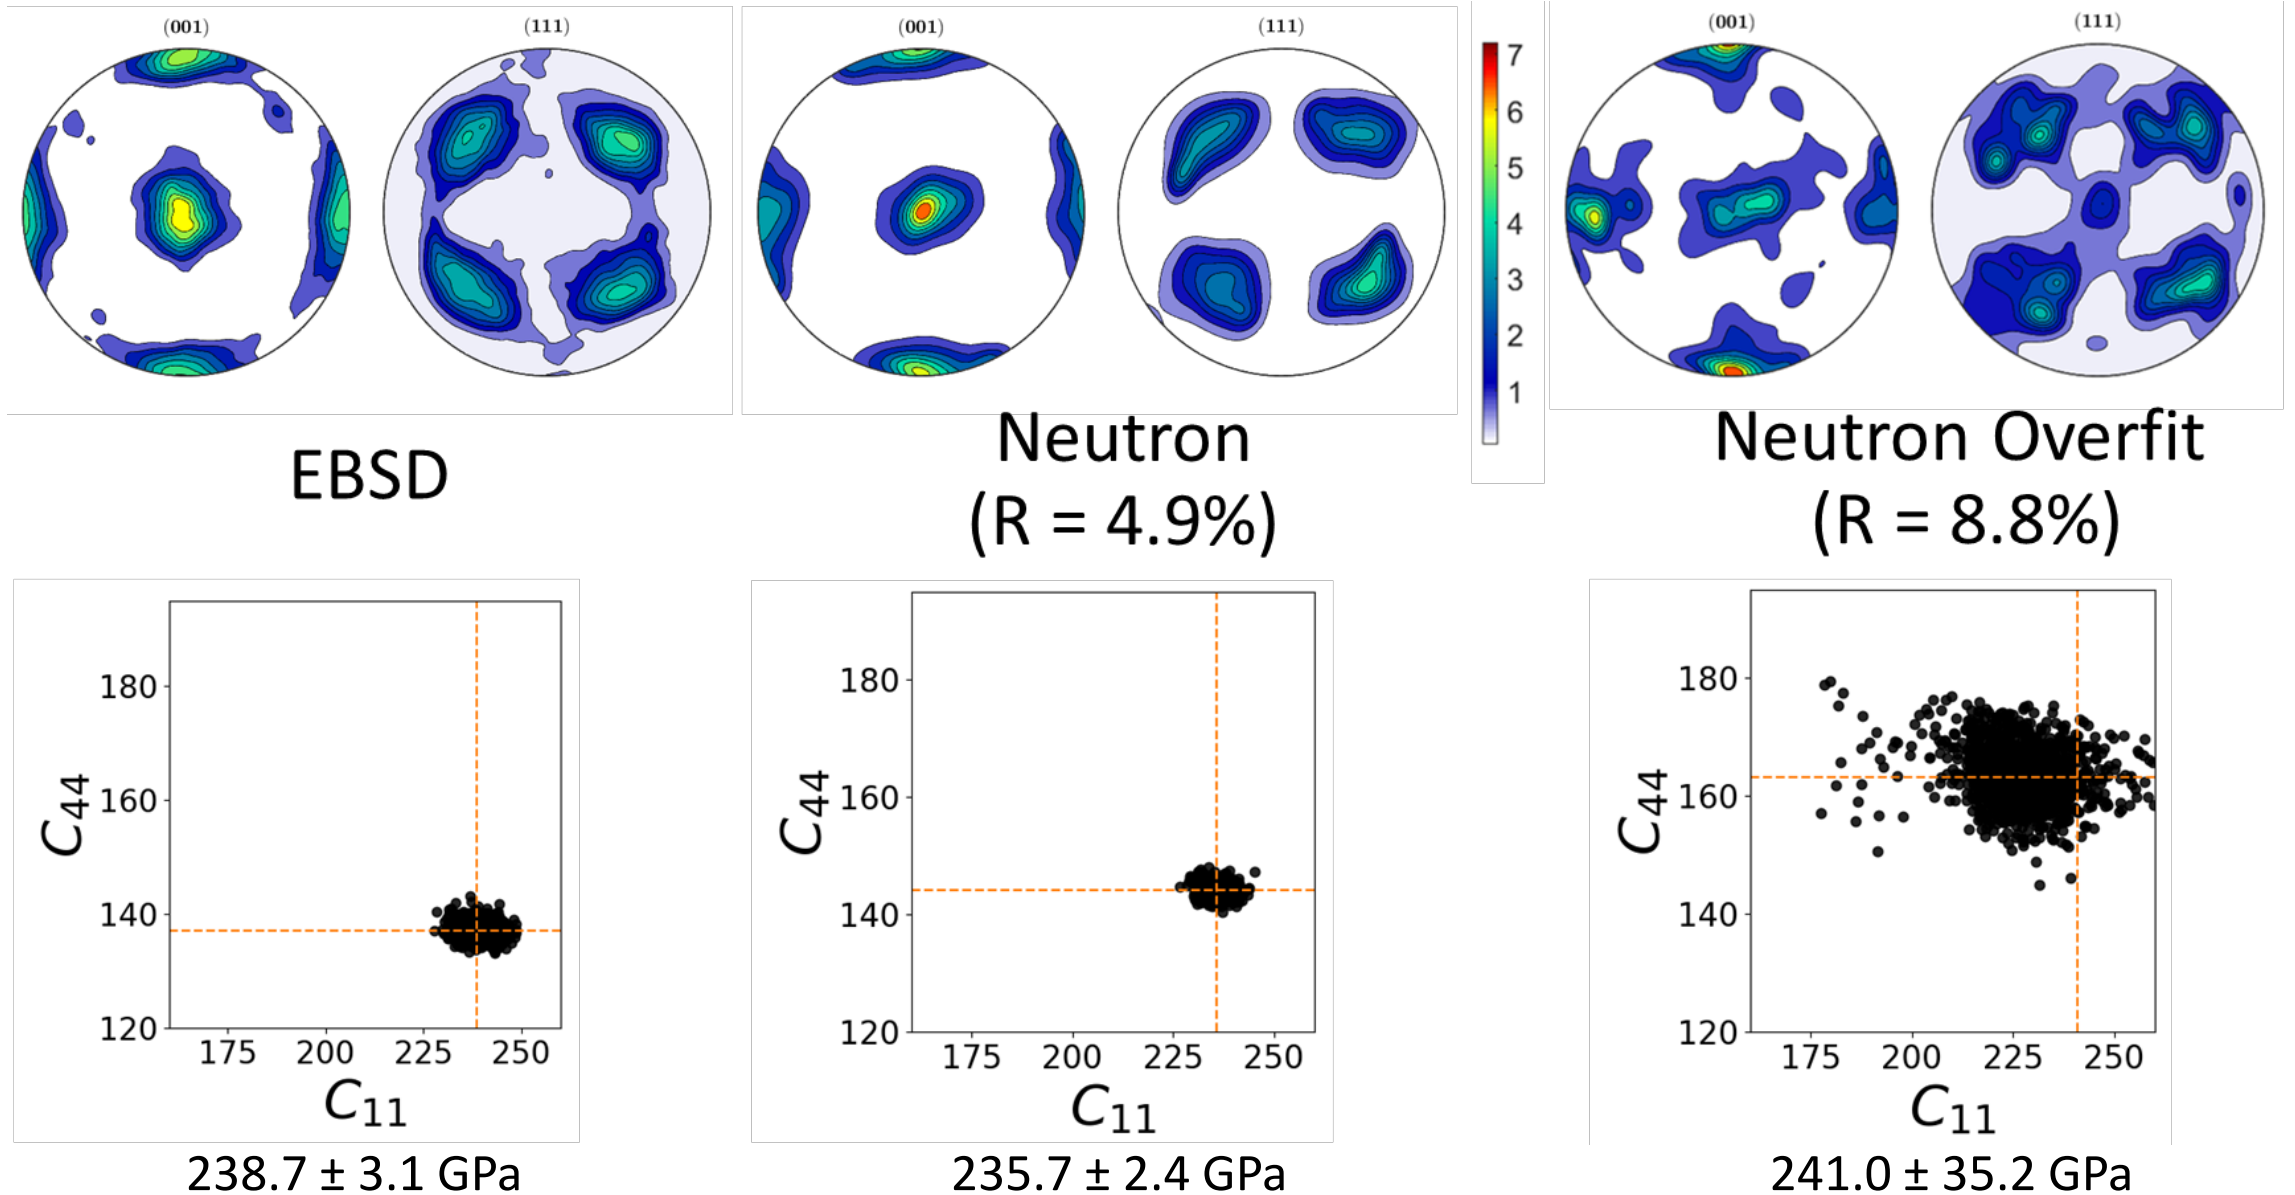 (001)
(111)
(001)
(111)
7
6
5
4
3
2
1
(001)
(111)
EBSD
Neutron
(R = 4.9%)
Neutron Overfit
(R = 8.8%)
C44
180
160
140
120
175 200 225 250
C11
238.7 ± 3.1 GPa
C44
180
160
140
120
175 200 225 250
C11
235.7 ± 2.4 GPa
C44
180
160
140
120
175 200 225 250
C11
241.0 ± 35.2 GPa